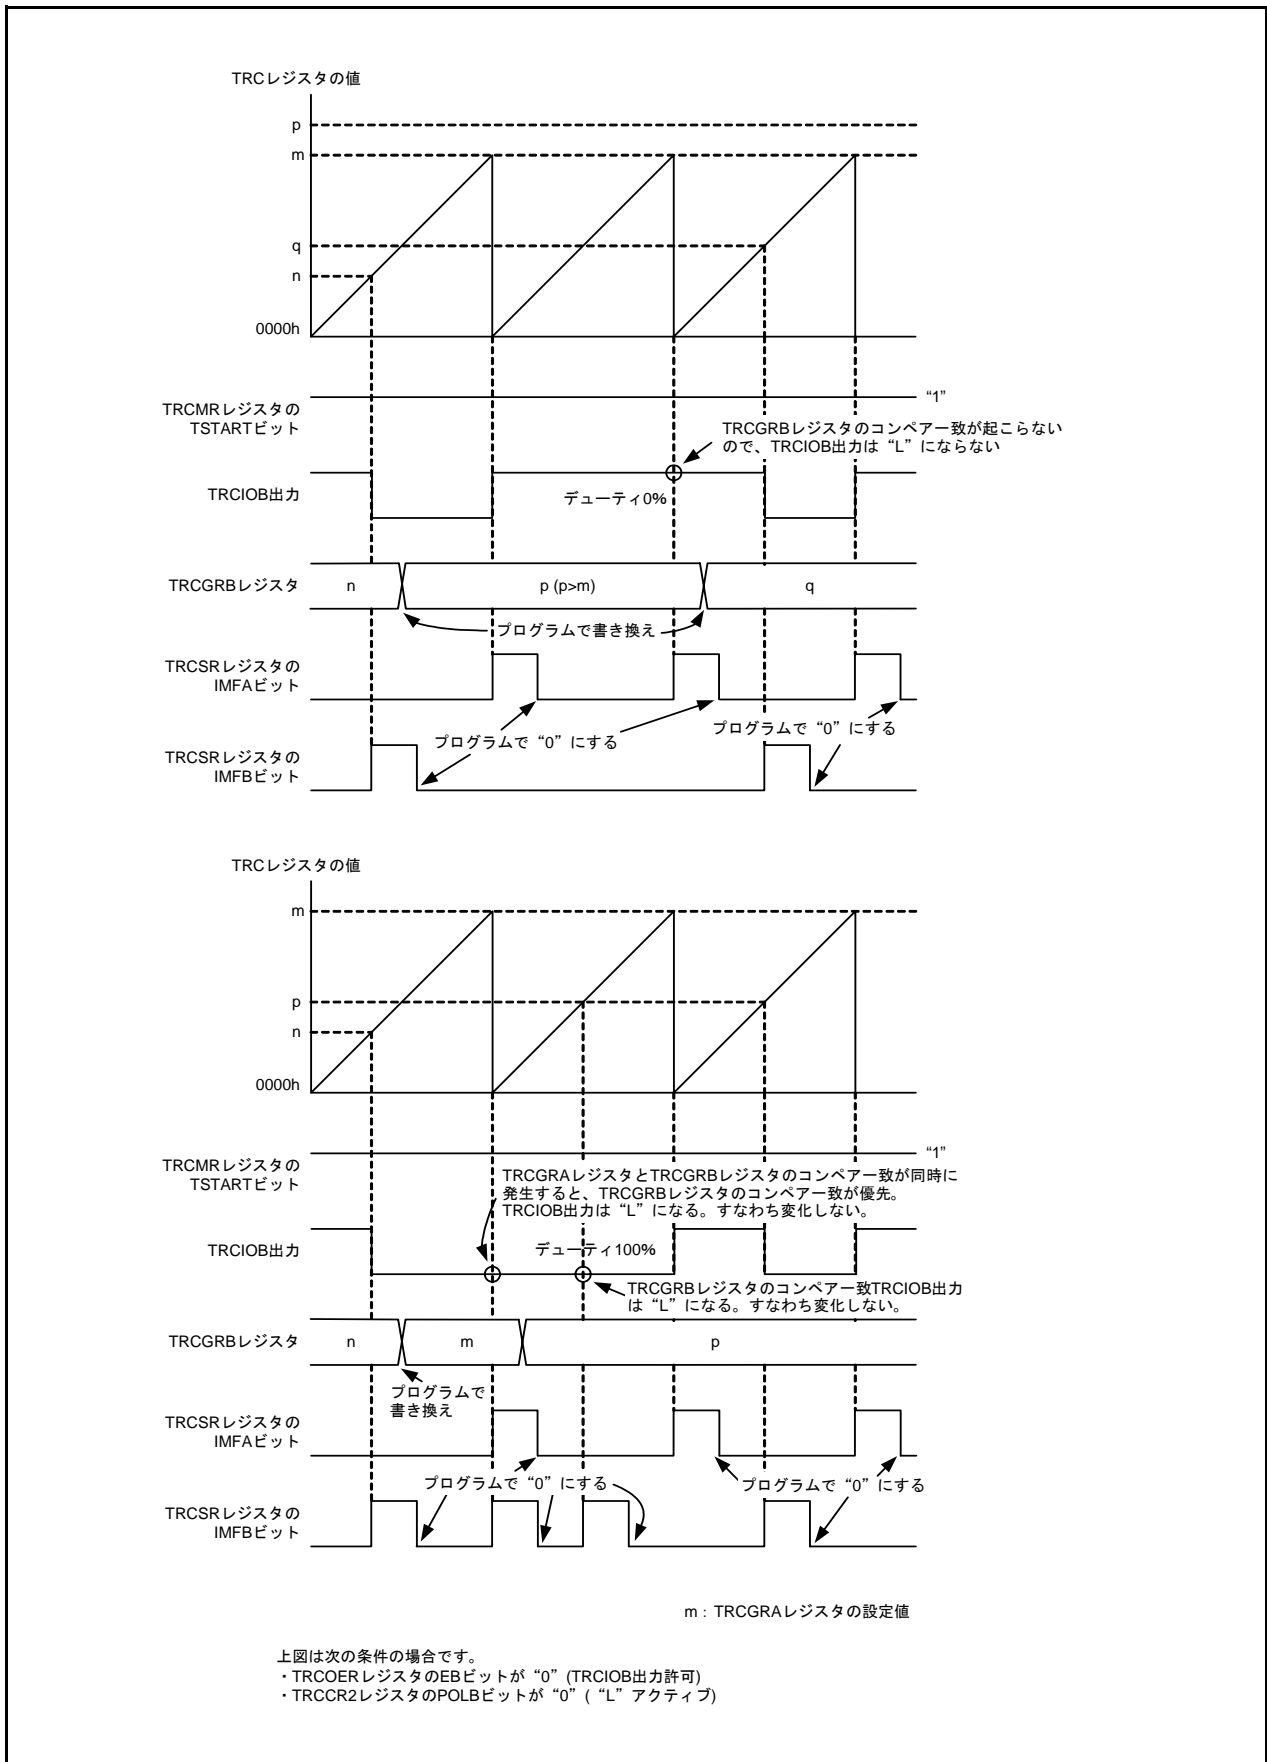 TRCレジスタの値
p
m
q
n
0000h
TRCMRレジスタの
TSTARTビット
“1”
TRCGRBレジスタのコンペア一致が起こらない
ので、TRCIOB出力は“L”にならない
TRCIOB出力
デューティ0%
TRCGRBレジスタ
n
p (p>m)
q
プログラムで書き換え
TRCSRレジスタの
IMFAビット
プログラムで“0”にする
プログラムで“0”にする
TRCSRレジスタの
IMFBビット
TRCレジスタの値
m
p
n
0000h
TRCMRレジスタの
TSTARTビット
“1”
TRCGRAレジスタとTRCGRBレジスタのコンペア一致が同時に
発生すると、TRCGRBレジスタのコンペア一致が優先。
TRCIOB出力は“L”になる。すなわち変化しない。
TRCIOB出力
デューティ100%
TRCGRBレジスタのコンペア一致TRCIOB出力
は“L”になる。すなわち変化しない。
TRCGRBレジスタ
n
m
p
プログラムで
書き換え
TRCSRレジスタの
IMFAビット
プログラムで“0”にする
プログラムで“0”にする
TRCSRレジスタの
IMFBビット
m：TRCGRAレジスタの設定値
上図は次の条件の場合です。
・TRCOERレジスタのEBビットが“0” (TRCIOB出力許可)
・TRCCR2レジスタのPOLBビットが“0” (“L”アクティブ)